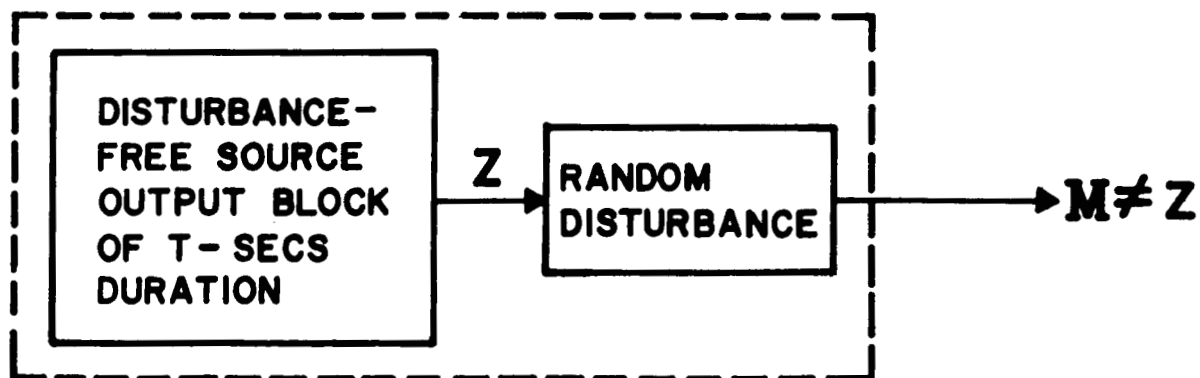 DISTURBANCE-
FREE SOURCE
OUTPUT BLOCK
OF T-SECS
DURATION
Z
RANDOM
DISTURBANCE
M≠Z